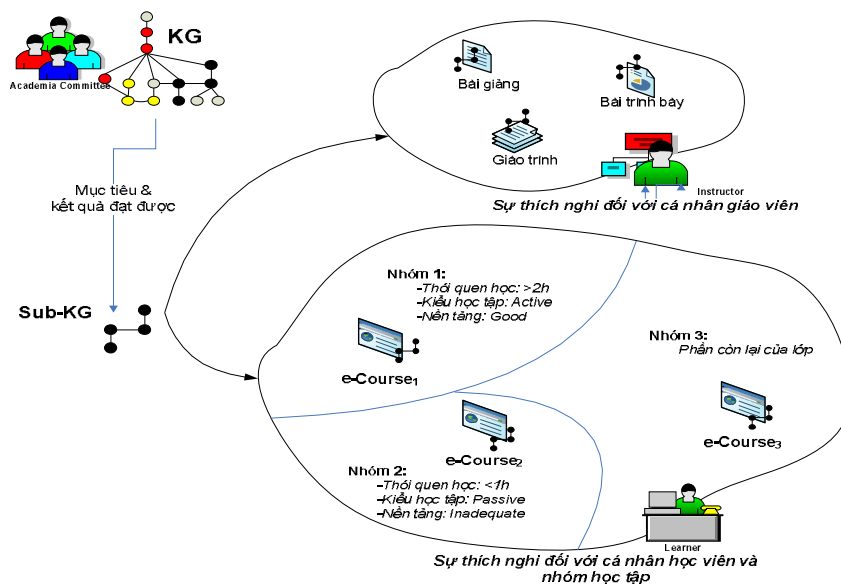 KG
Academia Committee
Mục tiêu &
kết quả đạt được
Sub-KG
Bài giảng
Bài trình bày
Giáo trình
Instructor
Sự thích nghi đối với cá nhân giáo viên
Nhóm 1:
-Thói quen học: >2h
-Kiểu học tập: Active
-Nền tảng: Good
e-Course1
Nhóm 3:
Phần còn lại của lớp
e-Course3
e-Course2
Nhóm 2:
-Thói quen học: <1h
-Kiểu học tập: Passive
-Nền tảng: Inadequate
Learner
Sự thích nghi đối với cá nhân học viên và
nhóm học tập